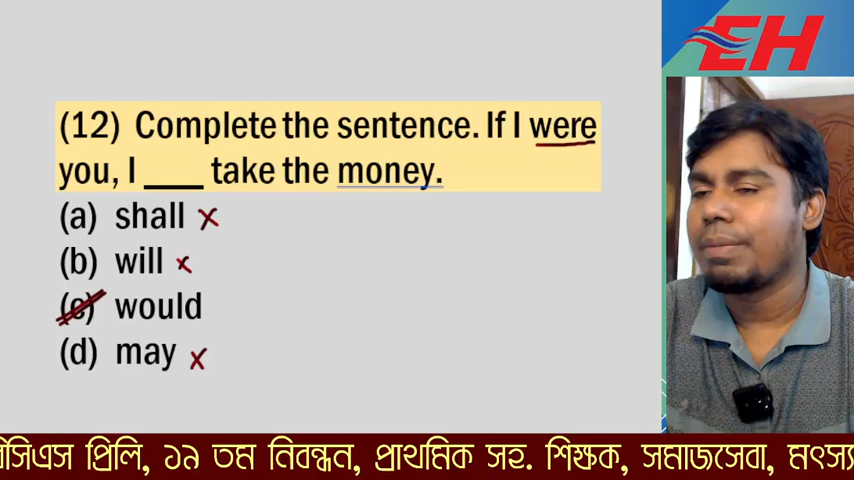 EH
(12) Complete the sentence. If I were
you, I ____ take the money.
(a) shall
(b) will
(c) would
(d) may
প্রিলি, ১৯ তম নিবন্ধন, প্রাথমিক সহ. শিক্ষক, সমাজসেবা,